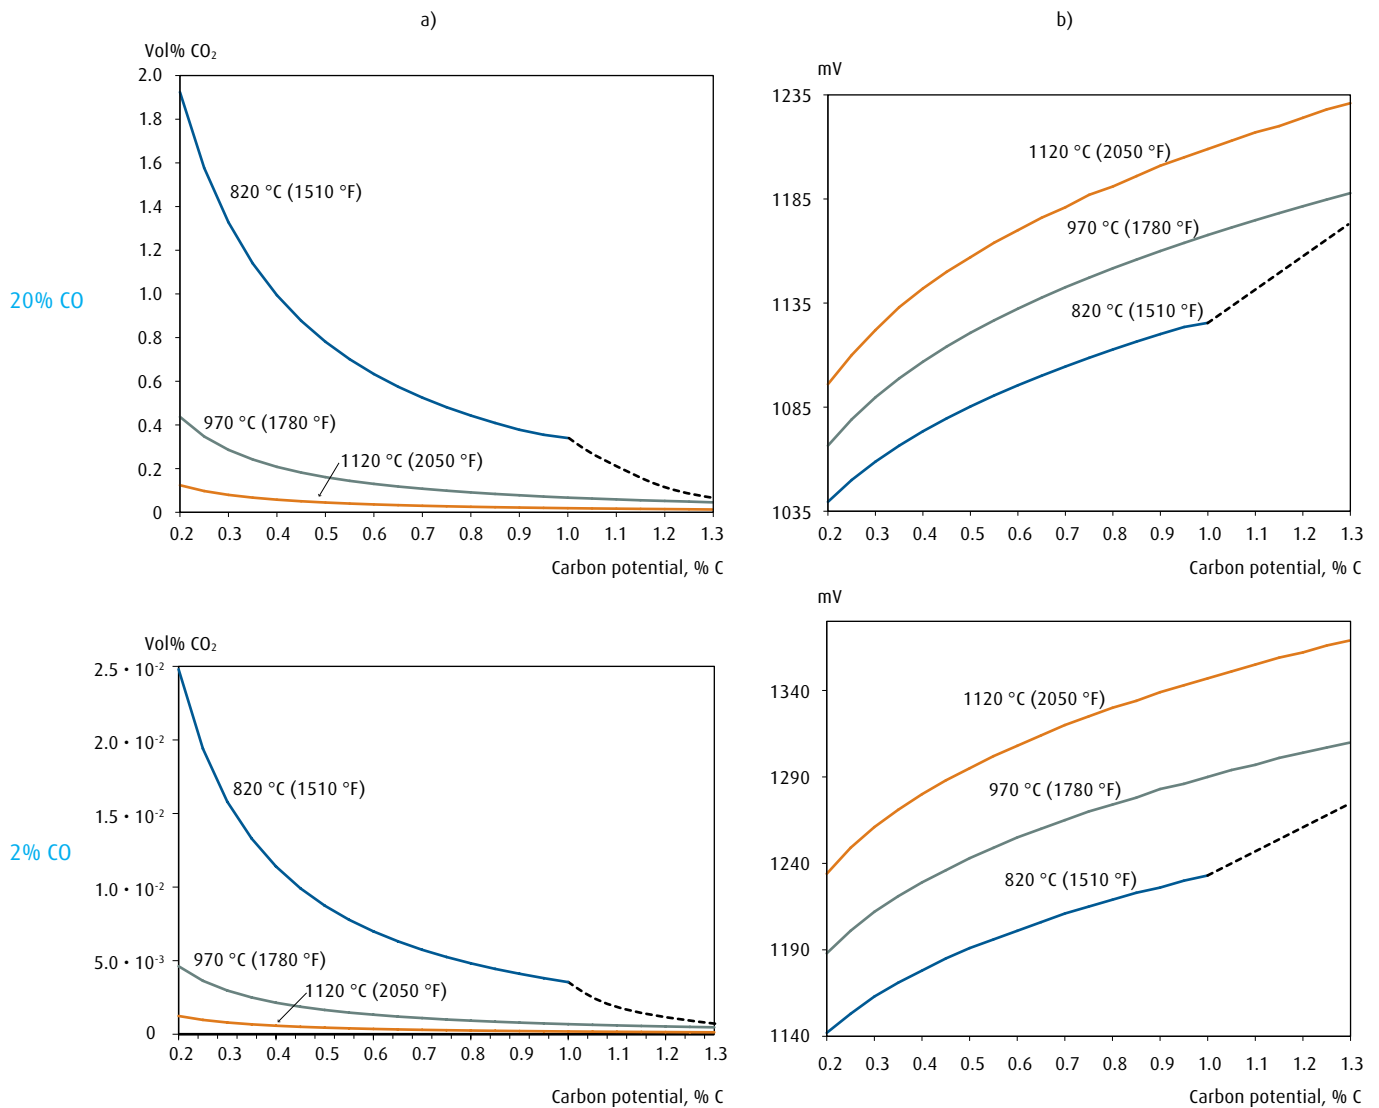 a)
b)
Vol% CO₂
2.0
1.8
1.6
1.4
1.2
1.0
0.8
0.6
0.4
0.2
0
820 °C (1510 °F)
970 °C (1780 °F)
1120 °C (2050 °F)
0.2 0.3 0.4 0.5 0.6 0.7 0.8 0.9 1.0 1.1 1.2 1.3
Carbon potential, % C
20% CO
mV
1235
1185
1135
1085
1035
1120 °C (2050 °F)
970 °C (1780 °F)
820 °C (1510 °F)
0.2 0.3 0.4 0.5 0.6 0.7 0.8 0.9 1.0 1.1 1.2 1.3
Carbon potential, % C
Vol% CO₂
2.5 • 10⁻²
2.0 • 10⁻²
1.5 • 10⁻²
1.0 • 10⁻²
5.0 • 10⁻³
0
820 °C (1510 °F)
970 °C (1780 °F)
1120 °C (2050 °F)
0.2 0.3 0.4 0.5 0.6 0.7 0.8 0.9 1.0 1.1 1.2 1.3
Carbon potential, % C
2% CO
mV
1340
1290
1240
1190
1140
1120 °C (2050 °F)
970 °C (1780 °F)
820 °C (1510 °F)
0.2 0.3 0.4 0.5 0.6 0.7 0.8 0.9 1.0 1.1 1.2 1.3
Carbon potential, % C